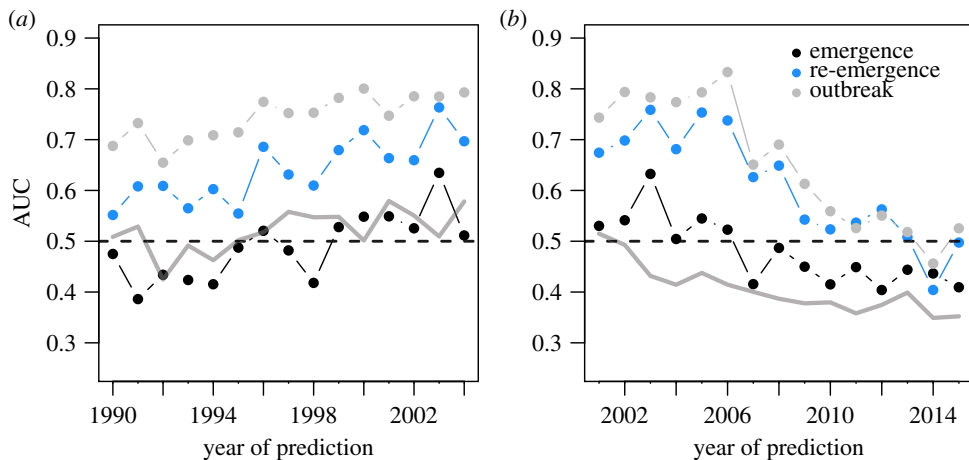 (a)
(b)
AUC
0.9
0.8
0.7
0.6
0.5
0.4
0.3
1990 1994 1998 2002
year of prediction
0.9
0.8
0.7
0.6
0.5
0.4
0.3
2002 2006 2010 2014
year of prediction
emergence
re-emergence
outbreak